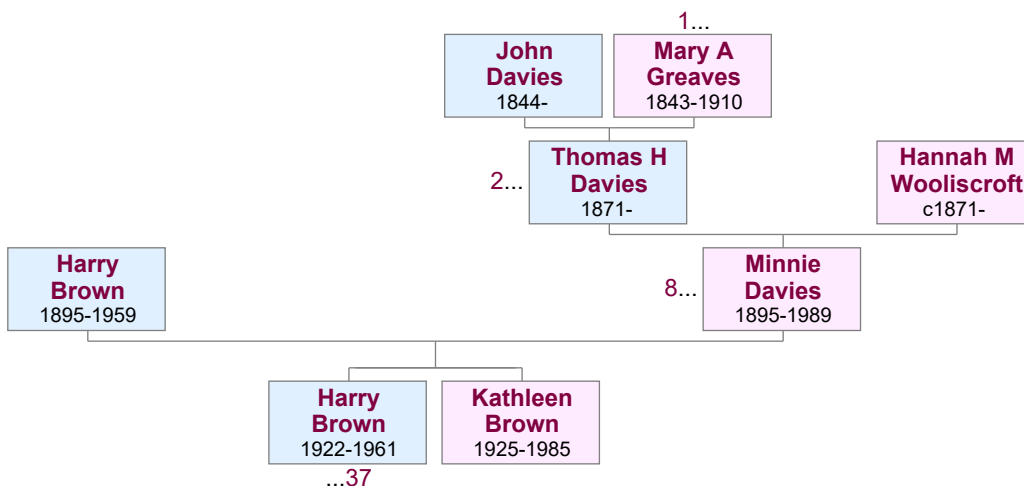 1...
John
Davies
1844-
Mary A
Greaves
1843-1910
2...
Thomas H
Davies
1871-
Hannah M
Wooliscroft
c1871-
Harry
Brown
1895-1959
8...
Minnie
Davies
1895-1989
Harry
Brown
1922-1961
Kathleen
Brown
1925-1985
...37